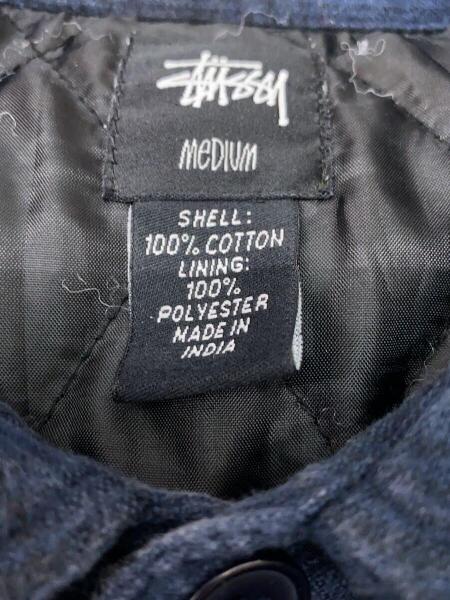 Stüssy
MeDIUM
SHELL:
100% COTTON
LINING:
100%
POLYESTER
MADE IN
INDIA